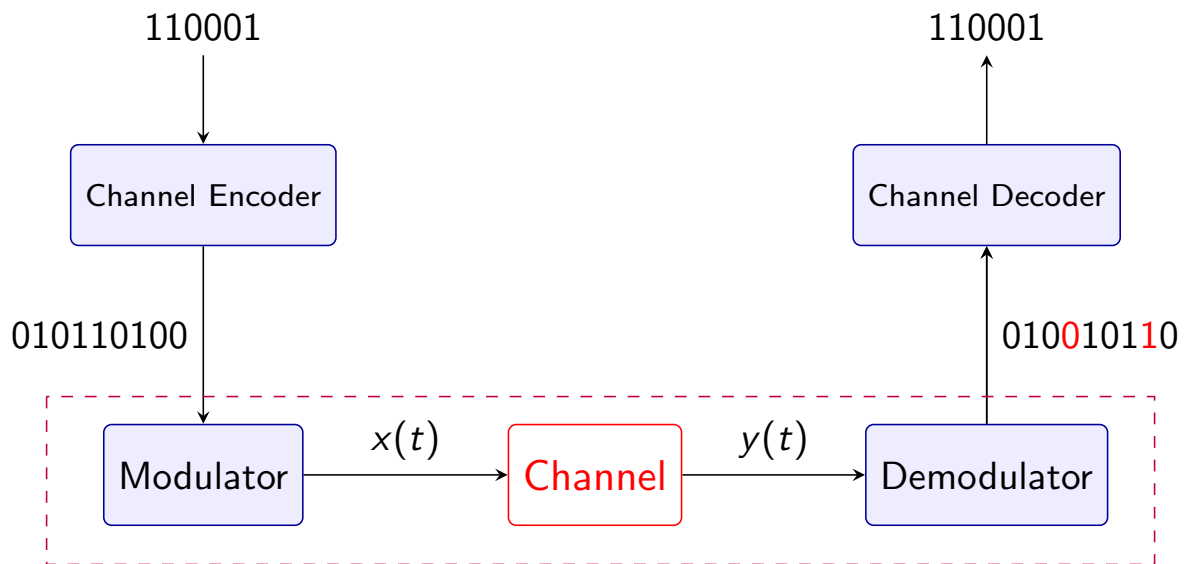 110001
110001
Channel Encoder
Channel Decoder
010110100
010010110
x(t)
y(t)
Modulator
Channel
Demodulator